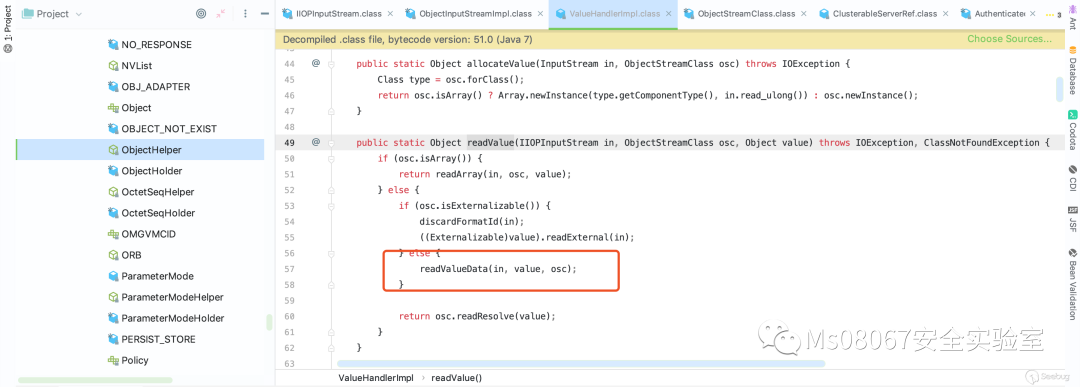 1: Project
Project
NO_RESPONSE
NVList
OBJ_ADAPTER
Object
OBJECT_NOT_EXIST
ObjectHelper
ObjectHolder
OctetSeqHelper
OctetSeqHolder
OMGVMCID
ORB
ParameterMode
ParameterModeHelper
ParameterModeHolder
PERSIST_STORE
Policy
IIOPInputStream.class × ObjectInputStreamImpl.class × ValueHandlerImpl.class × ObjectStreamClass.class × ClusterableServerRef.class × Authenticatec 3
Decompiled .class file, bytecode version: 51.0 (Java 7) Choose Sources...
44 @ public static Object allocateValue(InputStream in, ObjectStreamClass osc) throws IOException {
45 Class type = osc.forClass();
46 return osc.isArray() ? Array.newInstance(type.getComponentType(), in.read_ulong()) : osc.newInstance();
47 }
48
49 @ public static Object readValue(IIOPInputStream in, ObjectStreamClass osc, Object value) throws IOException, ClassNotFoundException {
50 if (osc.isArray()) {
51 return readArray(in, osc, value);
52 } else {
53 if (osc.isExternalizable()) {
54 discardFormatId(in);
55 ((Externalizable)value).readExternal(in);
56 } else {
57 readValueData(in, value, osc);
58 }
59
60 return osc.readResolve(value);
61 }
62 }
63
ValueHandlerImpl › readValue()
Ant
Database
Codota
CDI
JSF
Bean Validation
Ms08067安全实验室
Seebug